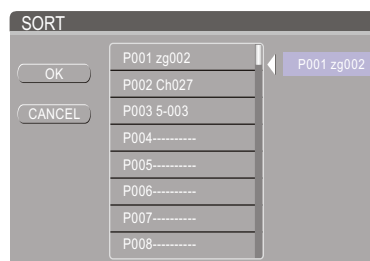 SORT
OK
CANCEL
P001 zg002
P002 Ch027
P003 5-003
P004----------
P005----------
P006----------
P007----------
P008----------
P001 zg002